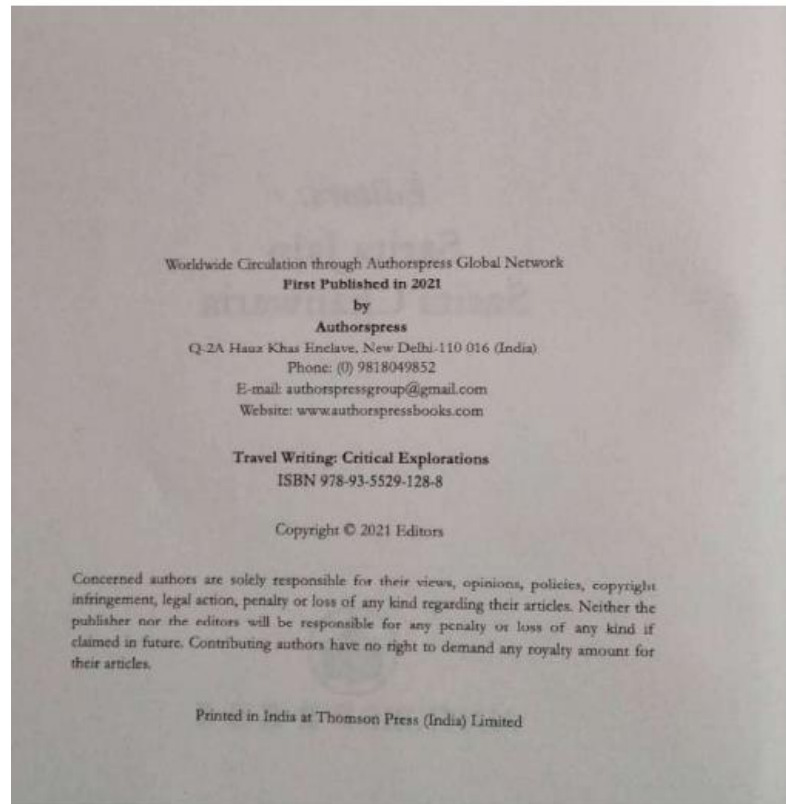 Worldwide Circulation through Authorspress Global Network
First Published in 2021
by
Authorspress
Q-2A Hauz Khas Enclave, New Delhi-110 016 (India)
Phone: (0) 9818049852
E-mail: authorspressgroup@gmail.com
Website: www.authorspressbooks.com
Travel Writing: Critical Explorations
ISBN 978-93-5529-128-8
Copyright © 2021 Editors
Concerned authors are solely responsible for their views, opinions, policies, copyright
infringement, legal action, penalty or loss of any kind regarding their articles. Neither the
publisher nor the editors will be responsible for any penalty or loss of any kind if
claimed in future. Contributing authors have no right to demand any royalty amount for
their articles.
Printed in India at Thomson Press (India) Limited